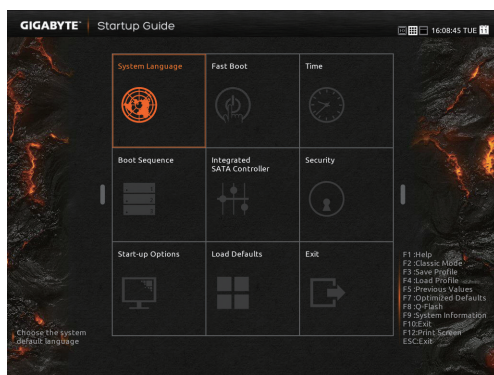 GIGABYTE™ Startup Guide
16:08:45 TUE 11
System Language
Fast Boot
Time
Boot Sequence
Integrated
SATA Controller
Security
Start-up Options
Load Defaults
Exit
Choose the system
default language
F1 :Help
F2 :Classic Mode
F3 :Save Profile
F4 :Load Profile
F5 :Previous Values
F7 :Optimized Defaults
F8 :Q-Flash
F9 :System Information
F10:Exit
F12:Print Screen
ESC:Exit